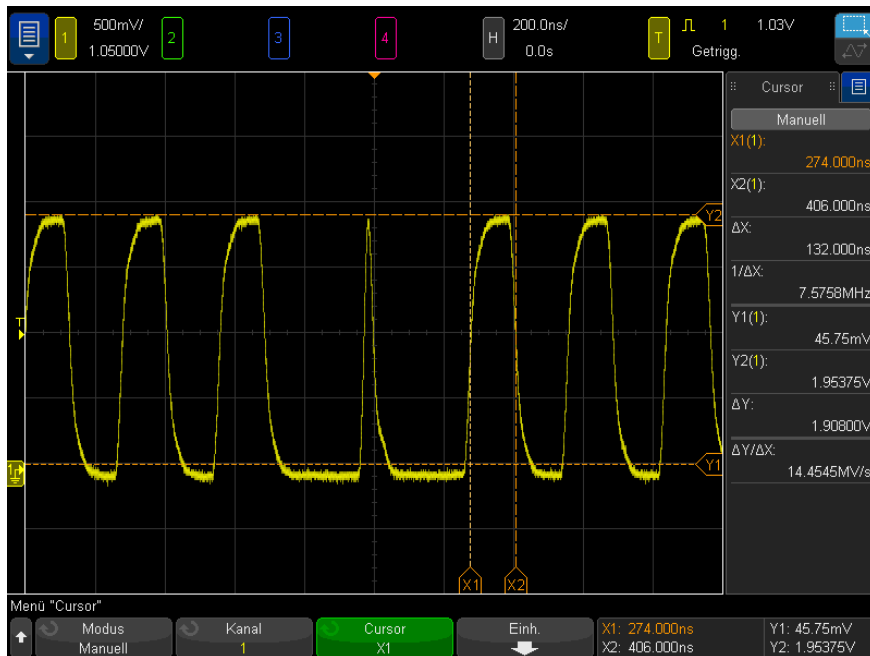 1 500mV/ 1.05000V
2
3
4
H 200.0ns/ 0.0s
T 1 1.03V Getrigg.
Cursor
Manuell
X1(1):
274.000ns
X2(1):
406.000ns
ΔX:
132.000ns
1/ΔX:
7.5758MHz
Y1(1):
45.75mV
Y2(1):
1.95375V
ΔY:
1.90800V
ΔY/ΔX:
14.4545MV/s
Y2
T
1
Y1
X1 X2
Menü "Cursor"
Modus Manuell
Kanal 1
Cursor X1
Einh.
X1: 274.000ns
X2: 406.000ns
Y1: 45.75mV
Y2: 1.95375V